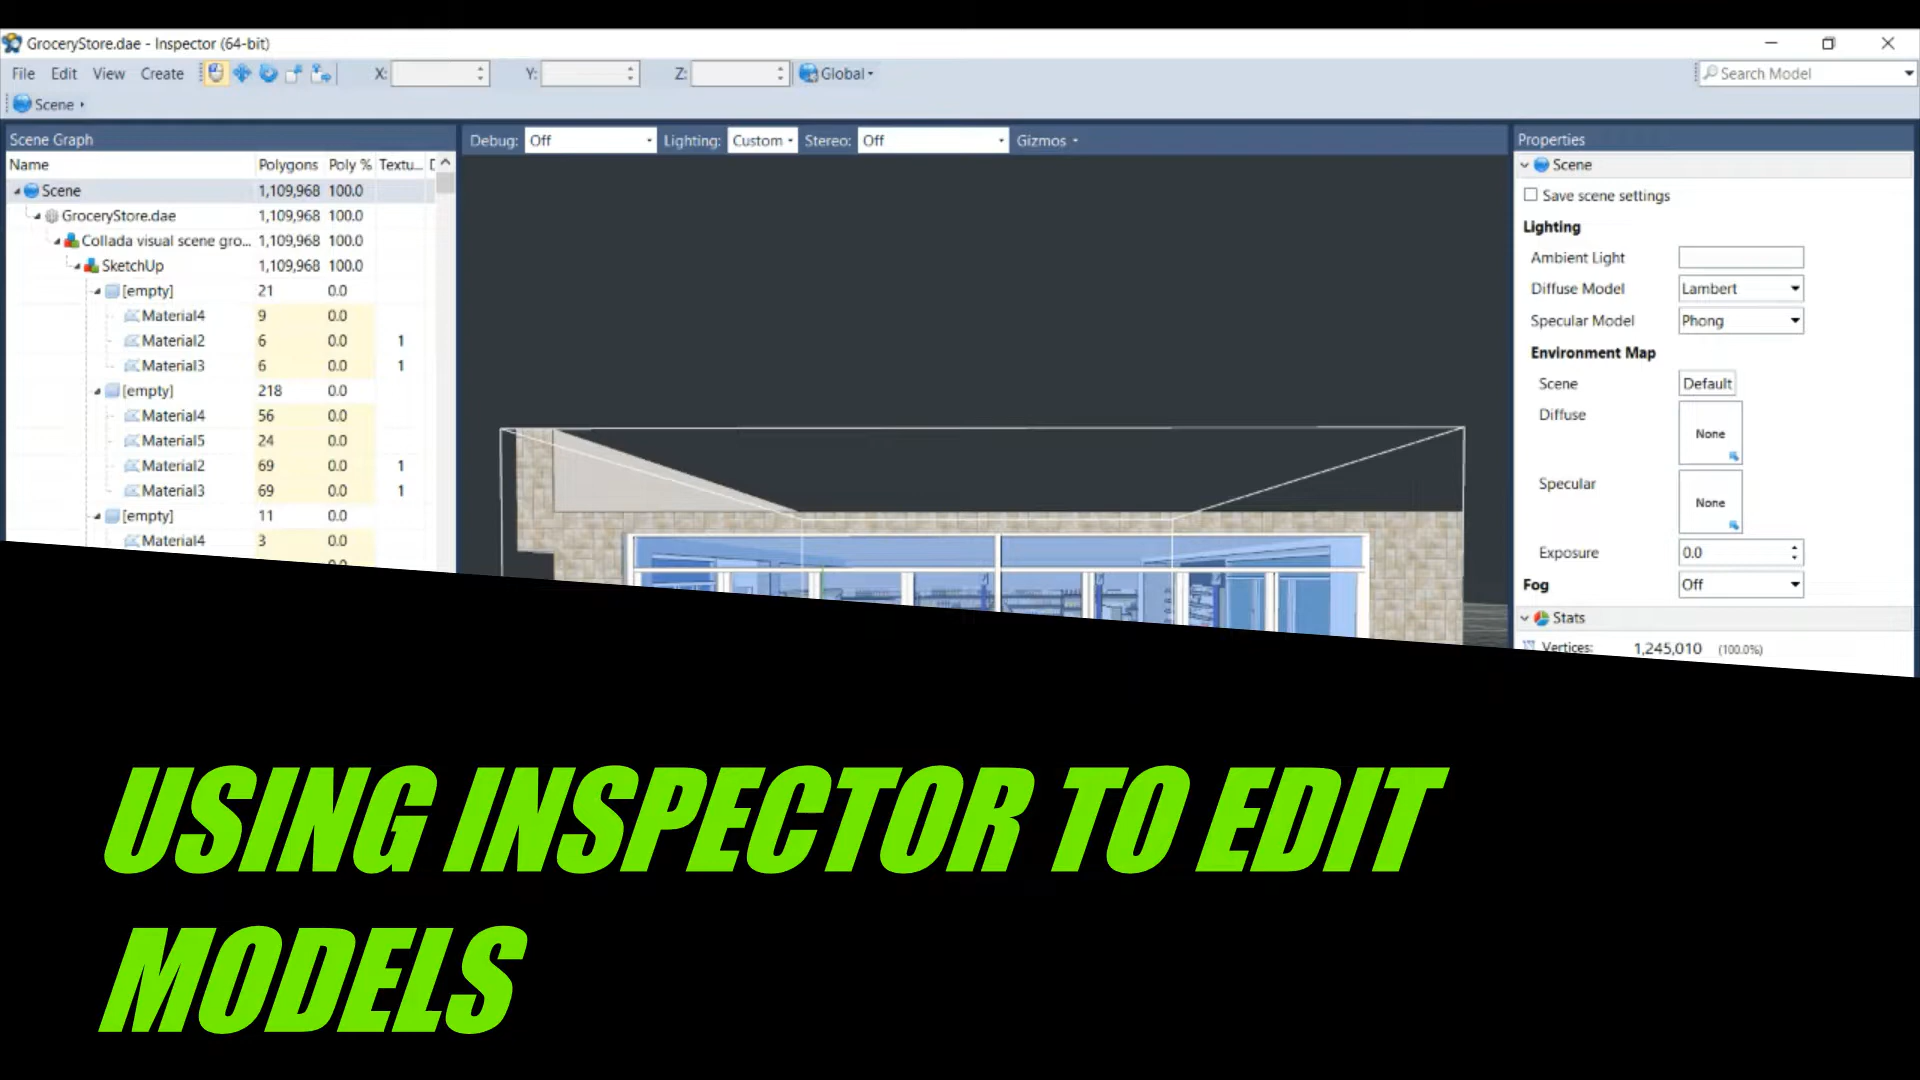 GroceryStore.dae - Inspector (64-bit)
File Edit View Create X: Y: Z: Global Search Model
Scene
Scene Graph
Debug: Off Lighting: Custom Stereo: Off Gizmos
Properties
Name Polygons Poly % Textu...
Scene 1,109,968 100.0
GroceryStore.dae 1,109,968 100.0
Collada visual scene gro... 1,109,968 100.0
SketchUp 1,109,968 100.0
[empty] 21 0.0
Material4 9 0.0
Material2 6 0.0 1
Material3 6 0.0 1
[empty] 218 0.0
Material4 56 0.0
Material5 24 0.0
Material2 69 0.0 1
Material3 69 0.0 1
[empty] 11 0.0
Material4 3 0.0
Scene
Save scene settings
Lighting
Ambient Light
Diffuse Model Lambert
Specular Model Phong
Environment Map
Scene Default
Diffuse None
Specular None
Exposure 0.0
Fog Off
Stats
Vertices: 1,245,010 (100.0%)
USING INSPECTOR TO EDIT
MODELS